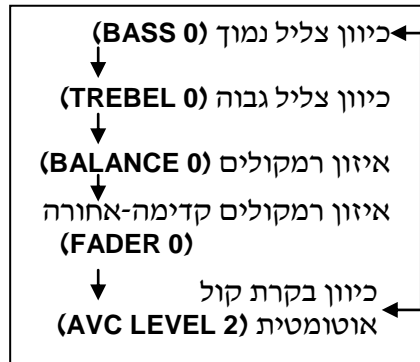 כיוון צליל נמוך (BASS 0)
כיוון צליל גבוה (TREBEL 0)
איזון רמקולים (BALANCE 0)
איזון רמקולים קדימה-אחורה
(FADER 0)
כיוון בקרת קול
אוטומטית (AVC LEVEL 2)